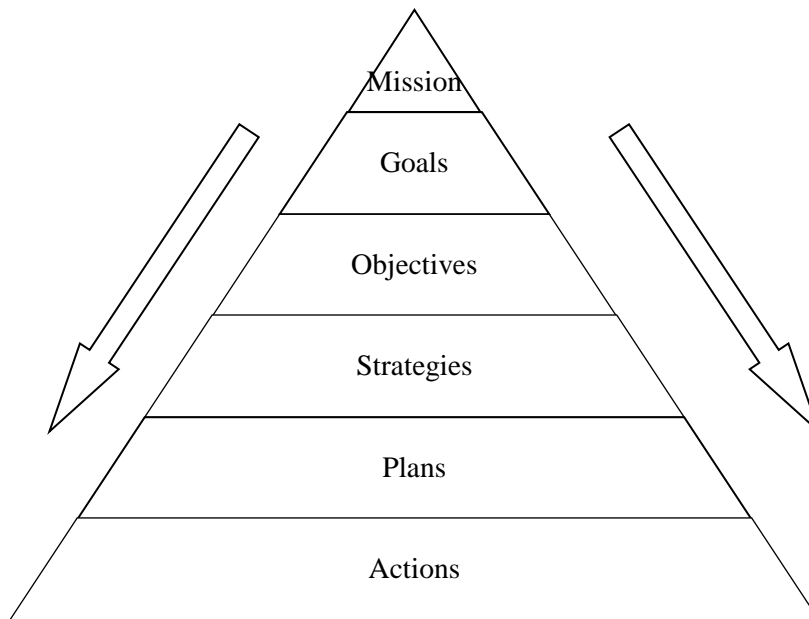 Mission
Goals
Objectives
Strategies
Plans
Actions